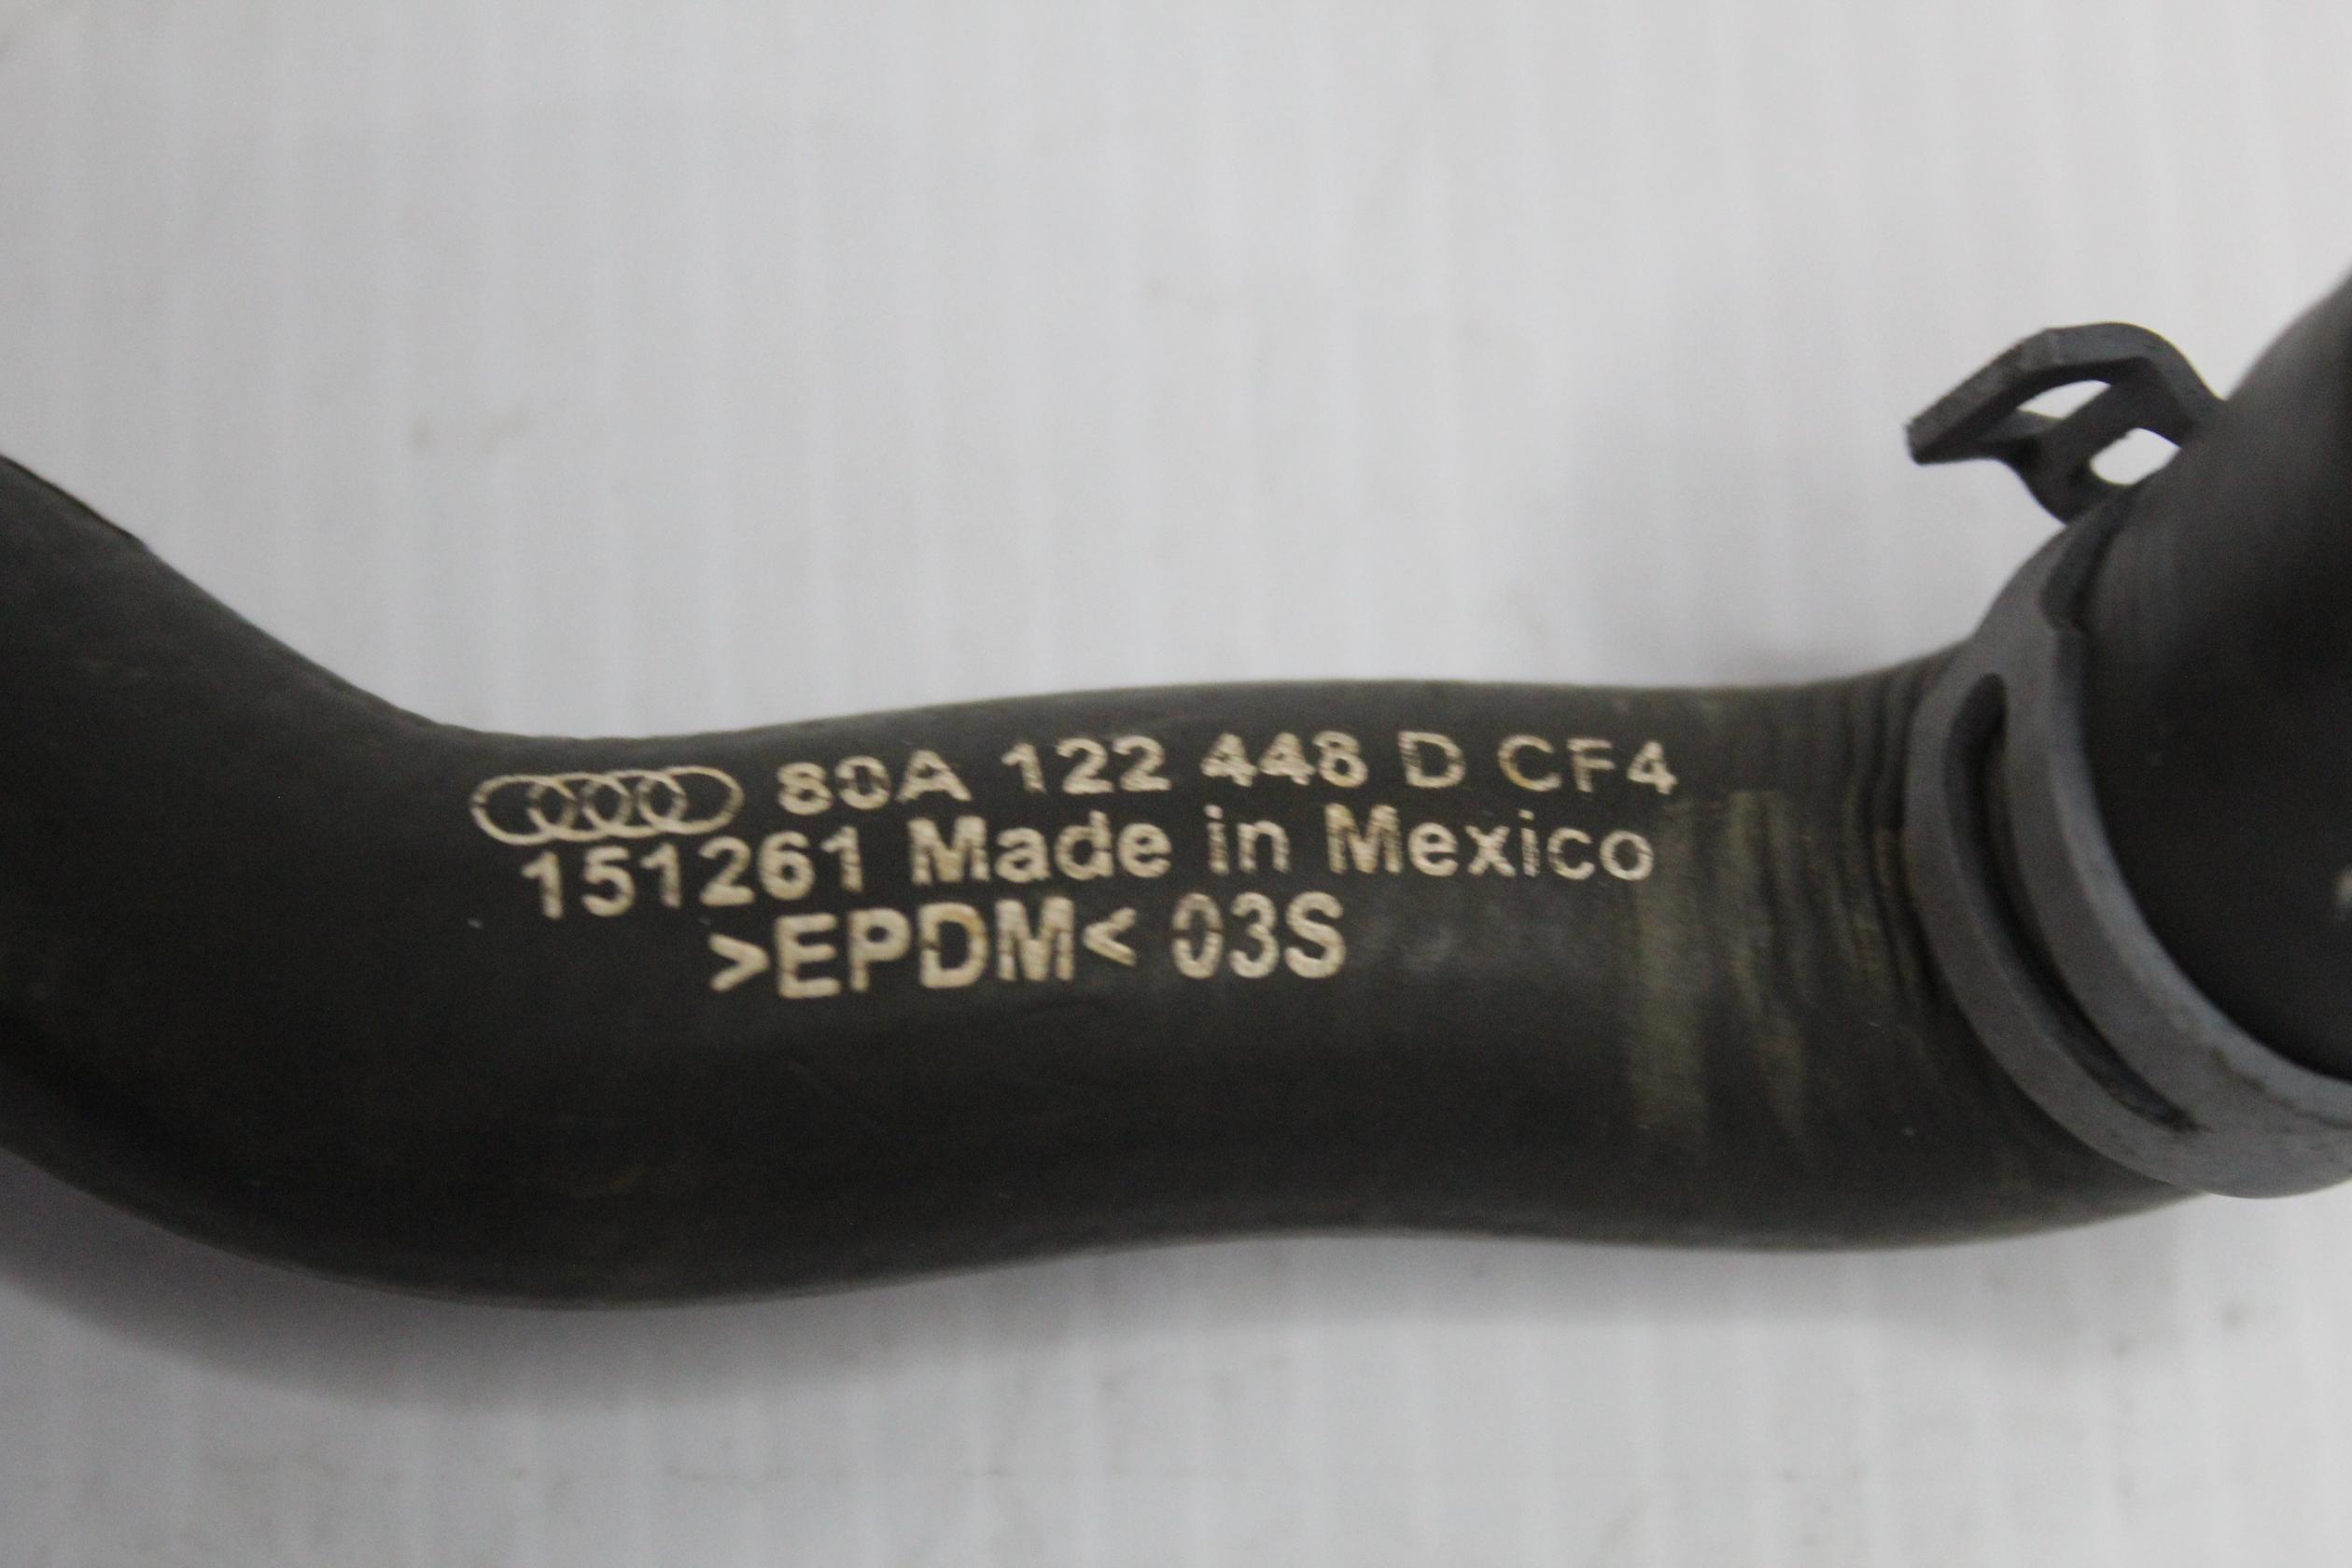 80A 122 448 D CF4
151261 Made in Mexico
>EPDM< 03S